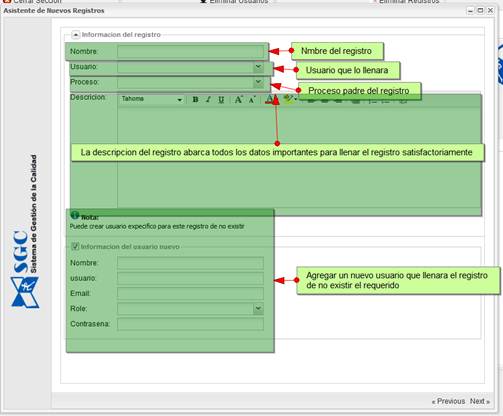 Cerrar Seccion
Eliminar Usuarios
Eliminar Registros
Asistente de Nuevos Registros
Informacion del registro
Nombre:
Nmbre del registro
Usuario:
Usuario que lo llenara
Proceso:
Proceso padre del registro
Descricion:
Tahoma
B I U A A A
La descripcion del registro abarca todos los datos importantes para llenar el registro satisfactoriamente
Nota:
Puede crear usuario expecifico para este registro de no existir
Informacion del usuario nuevo
Nombre:
usuario:
Email:
Role:
Contrasena:
Agregar un nuevo usuario que llenara el registro
de no existir el requerido
SGC
Sistema de Gestión de la Calidad
« Previous Next »